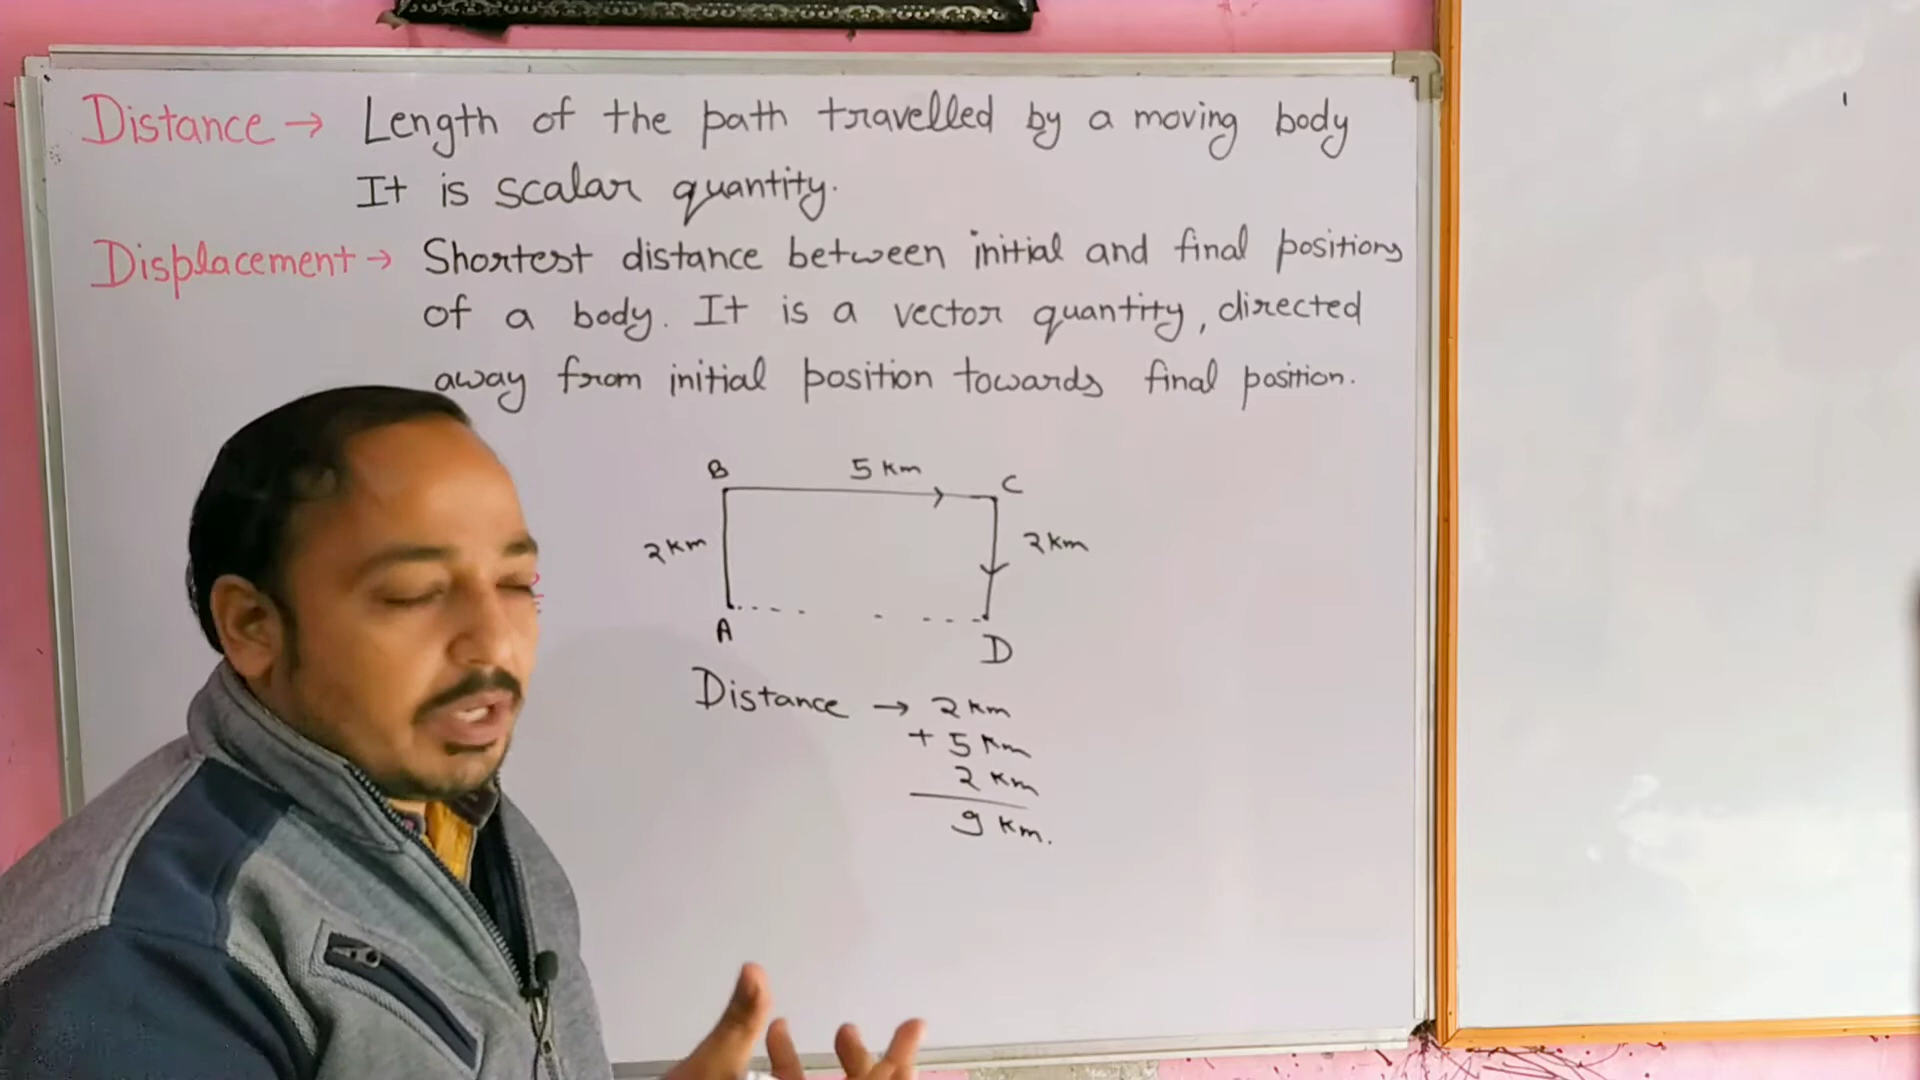 Distance → Length of the path travelled by a moving body
It is scalar quantity.
Displacement → Shortest distance between initial and final positions
of a body. It is a vector quantity, directed
away from initial position towards final position.
B 5 km C
2 km 2 km
A D
Distance → 2 km
+ 5 km
2 km
9 km.